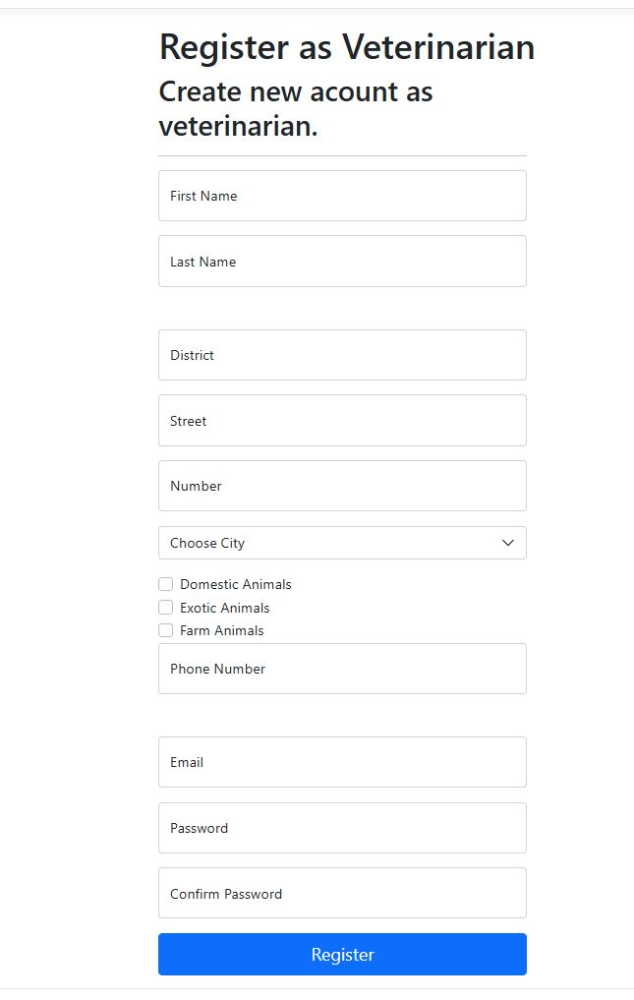 Register as Veterinarian
Create new acount as
veterinarian.
First Name
Last Name
District
Street
Number
Choose City
Domestic Animals
Exotic Animals
Farm Animals
Phone Number
Email
Password
Confirm Password
Register